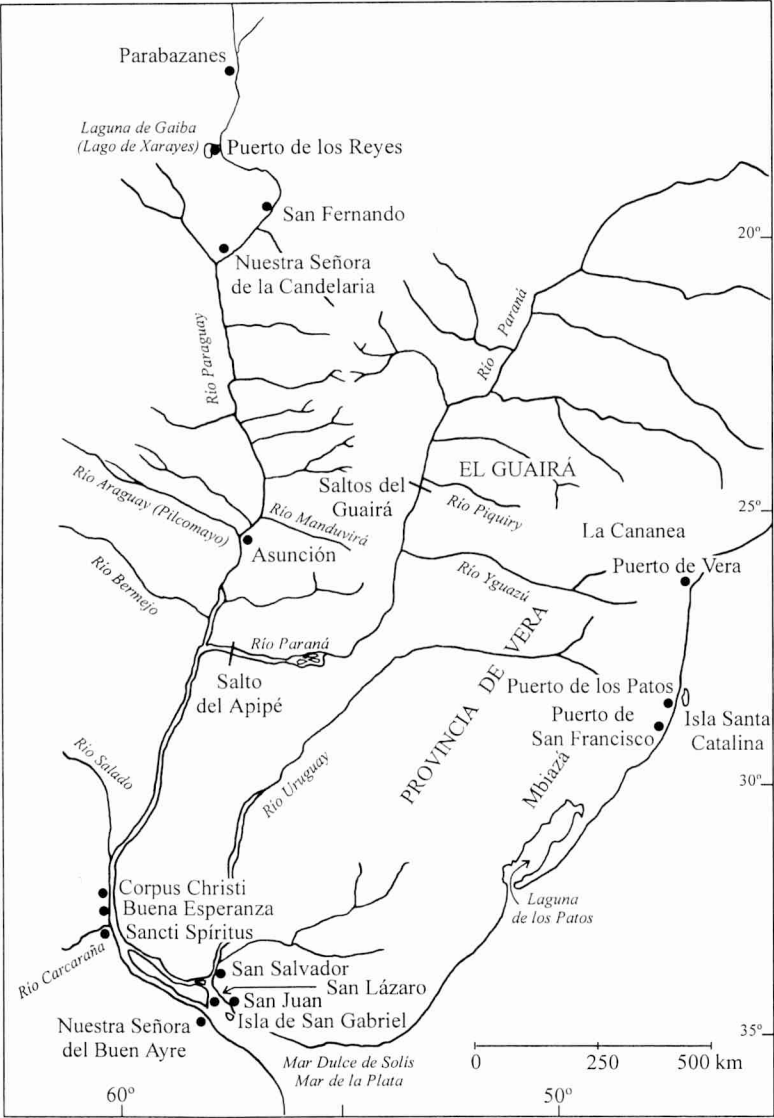 Parabazanes
Laguna de Gaiba
(Lago de Xarayes)
Puerto de los Reyes
San Fernando
20º
Nuestra Señora
de la Candelaria
Río Paraguay
Río Paraná
EL GUAIRÁ
Saltos del
Guairá
Río Araguay (Pilcomayo)
Río Manduvirá
Río Piquiry
25º
La Cananea
Asunción
Puerto de Vera
Río Bermejo
Río Yguazú
Río Paraná
Salto
del Apipé
PROVINCIA DE VERA
Puerto de los Patos
Puerto de
San Francisco
Isla Santa
Catalina
Río Salado
Río Uruguay
Mbiazá
30º
Corpus Christi
Buena Esperanza
Sancti Spíritus
Laguna
de los Patos
Río Carcaraña
San Salvador
San Lázaro
San Juan
Isla de San Gabriel
Nuestra Señora
del Buen Ayre
Mar Dulce de Solís
Mar de la Plata
35º
0 250 500 km
60º
50º